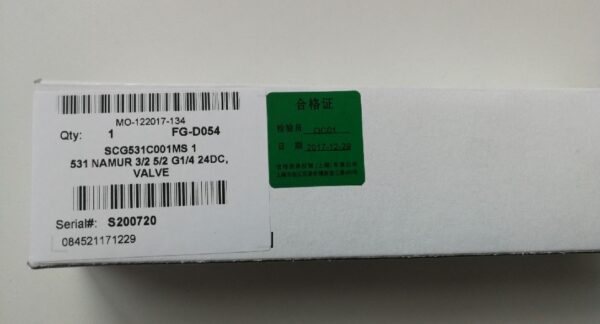 MO-122017-134
Qty: 1 FG-D054
SCG531C001MS 1
531 NAMUR 3/2 5/2 G1/4 24DC,
VALVE
Serial#: S200720
084521171229
合格证
检验员 QC01
日 期 2017-12-29